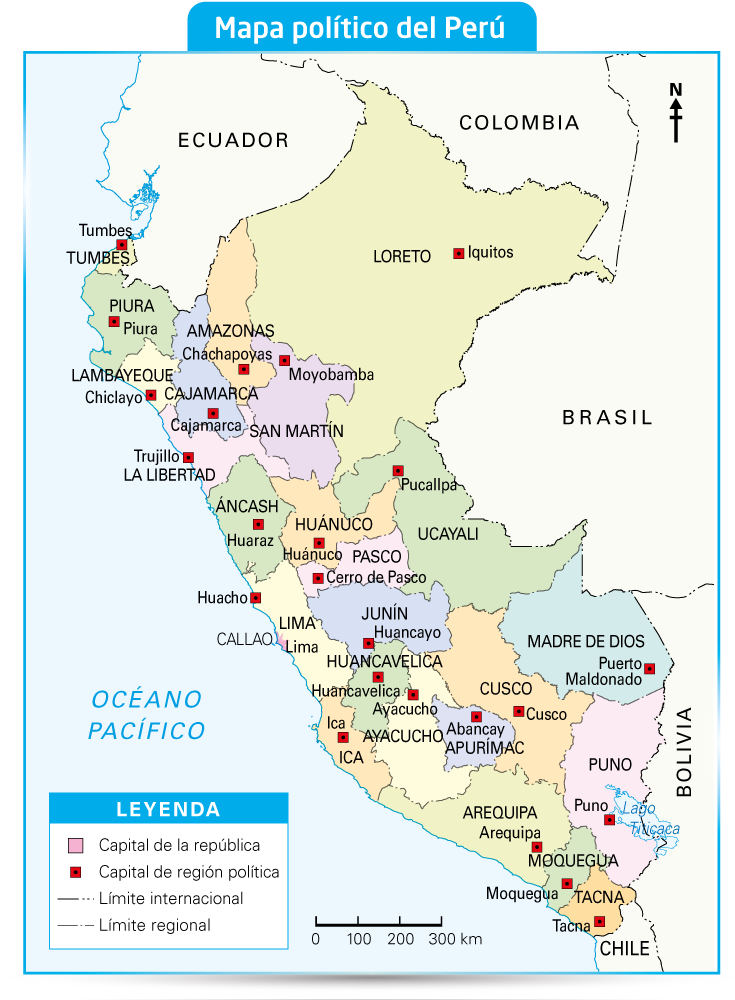 Mapa político del Perú
N
COLOMBIA
ECUADOR
Tumbes
TUMBES
LORETO
Iquitos
PIURA
Piura
AMAZONAS
Chachapoyas
LAMBAYEQUE
Moyobamba
Chiclayo
CAJAMARCA
Cajamarca
SAN MARTÍN
BRASIL
Trujillo
LA LIBERTAD
Pucallpa
ÁNCASH
Huaraz
HUÁNUCO
Huánuco
UCAYALI
PASCO
Cerro de Pasco
Huacho
LIMA
JUNÍN
Huancayo
CALLAO
Lima
MADRE DE DIOS
Puerto
Maldonado
HUANCAVELICA
Huancavelica
Ayacucho
CUSCO
Cusco
OCÉANO
PACÍFICO
Ica
ICA
AYACUCHO
Abancay
APURÍMAC
BOLIVIA
PUNO
Puno
Lago
Titicaca
AREQUIPA
Arequipa
MOQUEGUA
Moquegua
TACNA
Tacna
CHILE
LEYENDA
Capital de la república
Capital de región política
Límite internacional
Límite regional
0 100 200 300 km